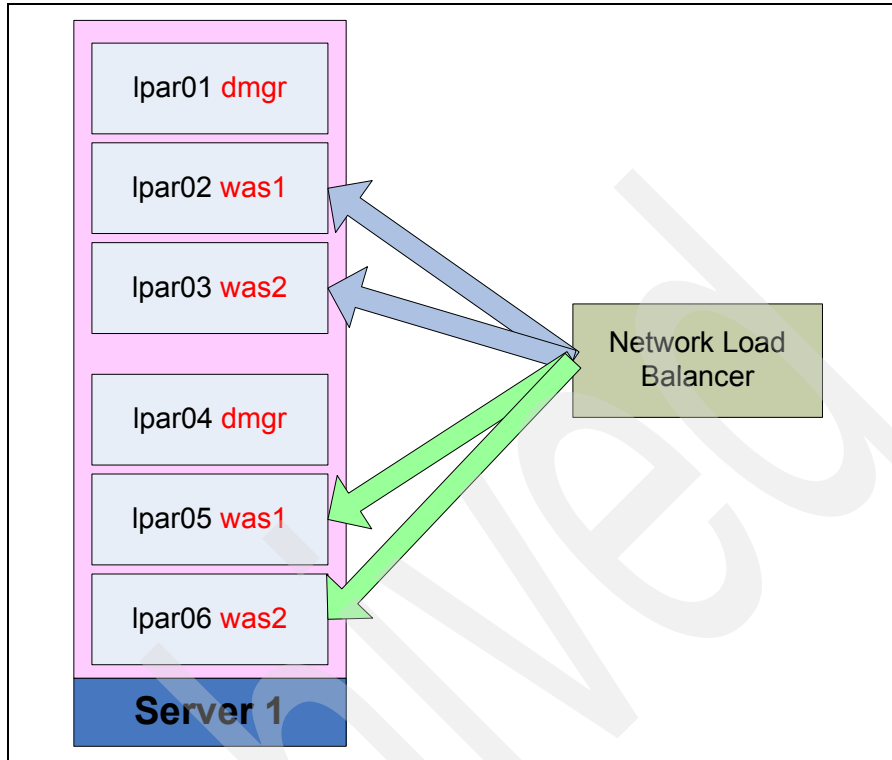 lpar01 dmgr
lpar02 was1
lpar03 was2
Network Load
Balancer
lpar04 dmgr
lpar05 was1
lpar06 was2
Server 1